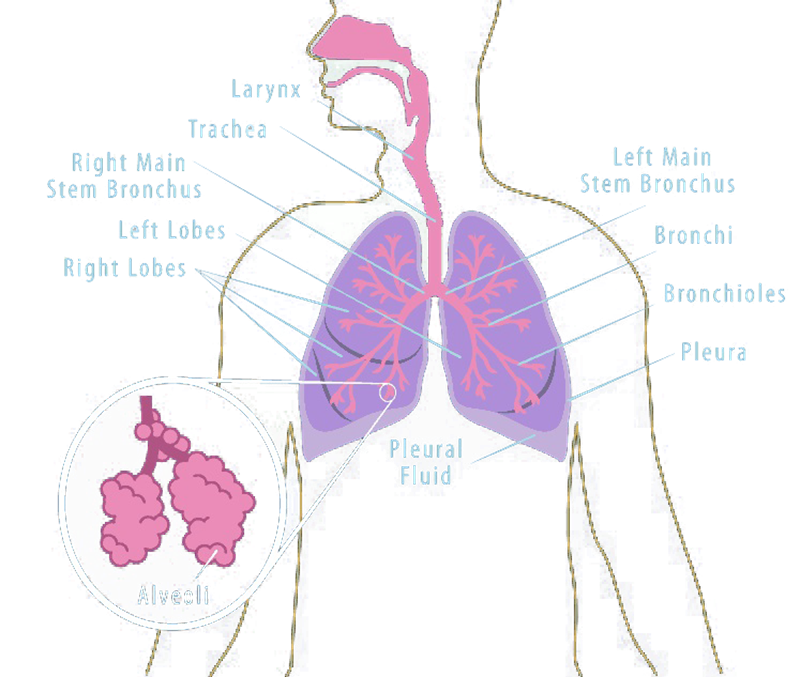 Larynx
Trachea
Right Main
Stem Bronchus
Left Lobes
Right Lobes
Left Main
Stem Bronchus
Bronchi
Bronchioles
Pleura
Pleural
Fluid
Alveoli